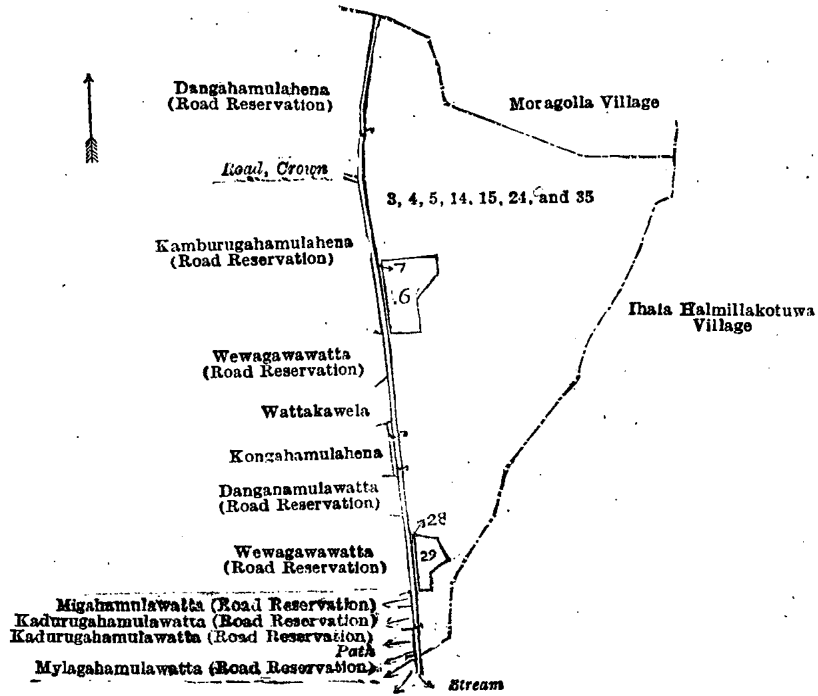 Dangahamulahena
(Road Reservation)
Moragolla Village
Road, Crown
3, 4, 5, 14, 15, 24, and 35
Kamburugahamulahena
(Road Reservation)
7
6
Ihala Halmillakotuwa
Village
Wewagawawatta
(Road Reservation)
Wattakawela
Kongahamulahena
Danganamulawatta
(Road Reservation)
28
Wewagawawatta
(Road Reservation)
29
Migahamulawatta (Road Reservation)
Kadurugahamulawatta (Road Reservation)
Kadurugahamulawatta (Road Reservation)
Path
Mylagahamulawatta (Road Reservation)
Stream